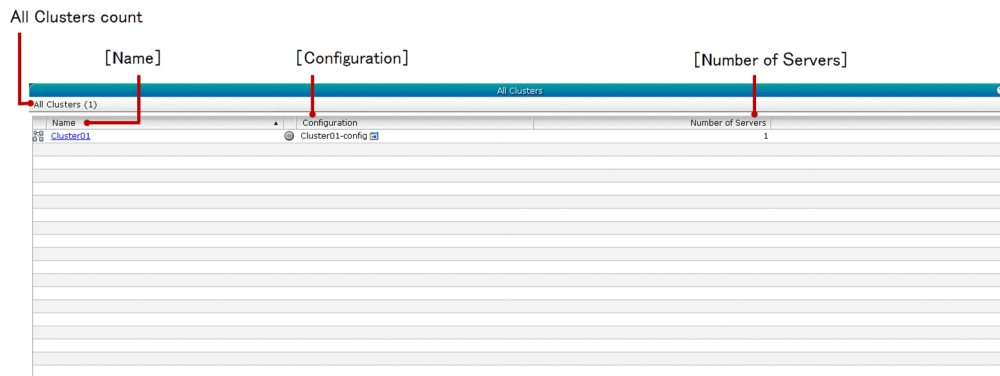 All Clusters count
[Name]
[Configuration]
[Number of Servers]
All Clusters
All Clusters (1)
Name Configuration Number of Servers
Cluster01 Cluster01-config 1